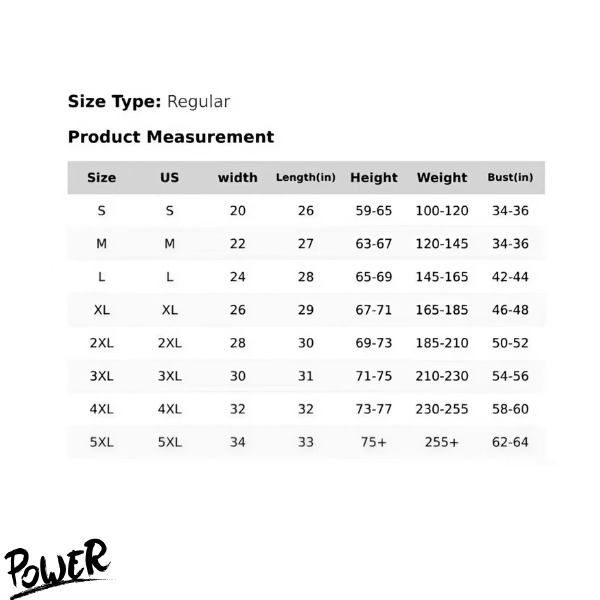 Size Type: Regular
Product Measurement
Size US width Length(in) Height Weight Bust(in)
S S 20 26 59-65 100-120 34-36
M M 22 27 63-67 120-145 34-36
L L 24 28 65-69 145-165 42-44
XL XL 26 29 67-71 165-185 46-48
2XL 2XL 28 30 69-73 185-210 50-52
3XL 3XL 30 31 71-75 210-230 54-56
4XL 4XL 32 32 73-77 230-255 58-60
5XL 5XL 34 33 75+ 255+ 62-64
POWER